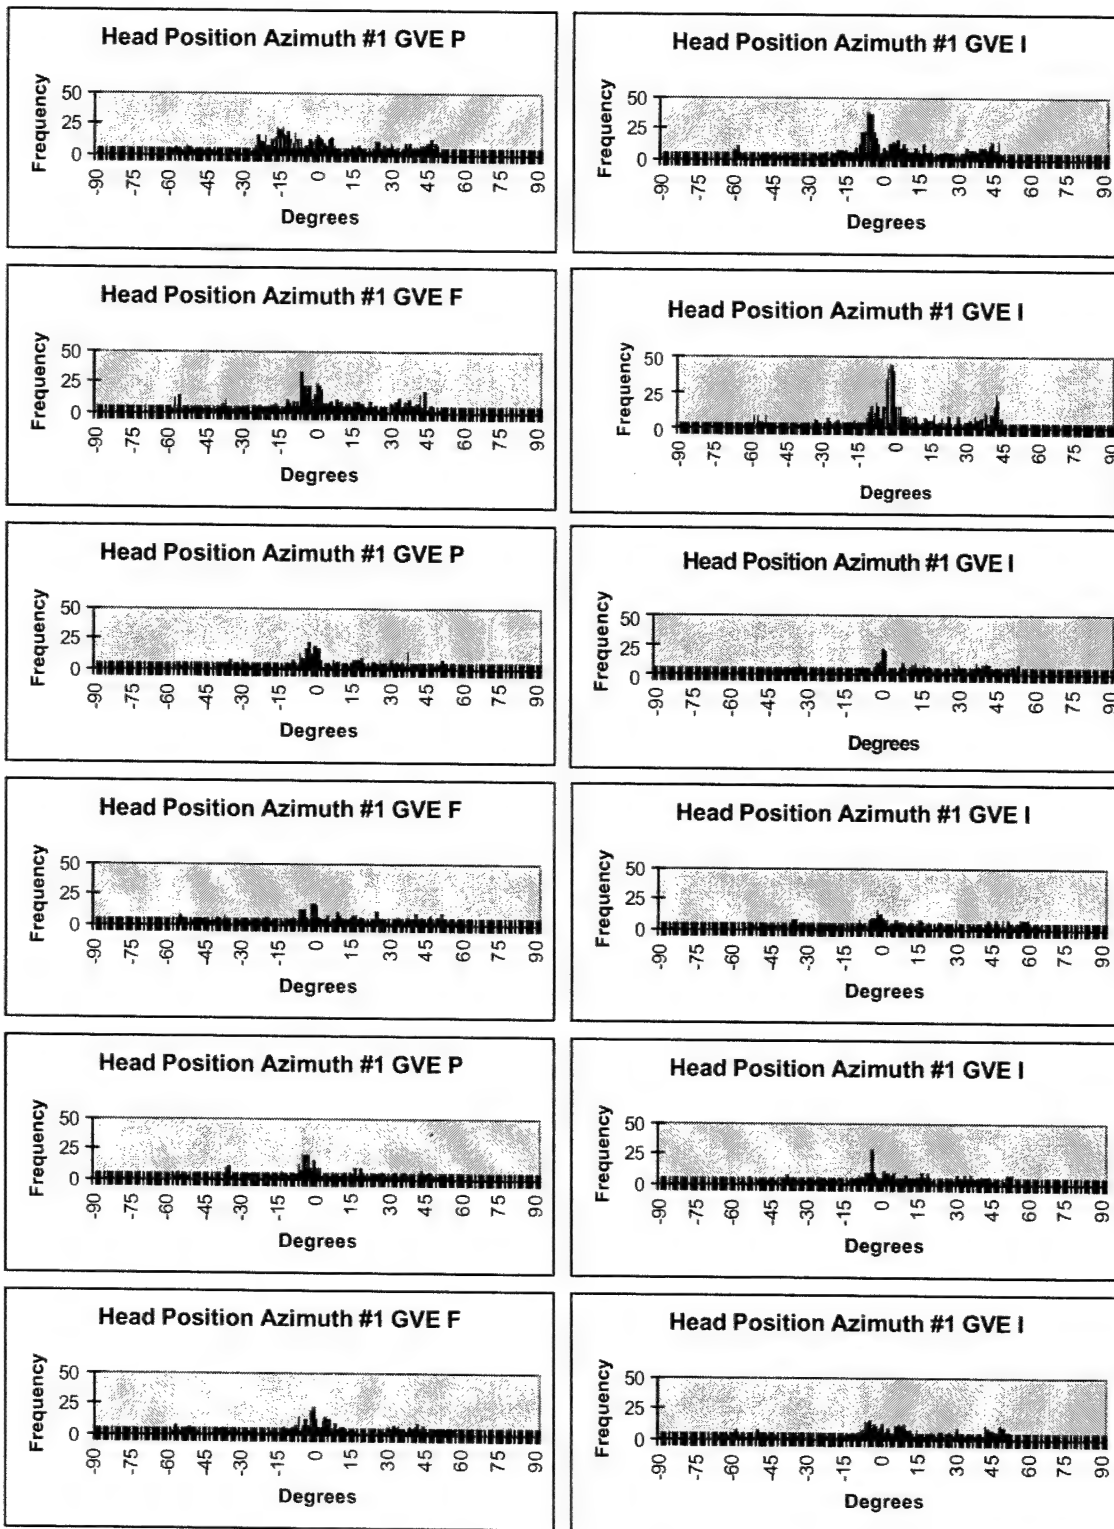 Head Position Azimuth #1 GVE P
Frequency
50
25
0
-90 -75 -60 -45 -30 -15 0 15 30 45 60 75 90
Degrees
Head Position Azimuth #1 GVE I
Frequency
50
25
0
-90 -75 -60 -45 -30 -15 0 15 30 45 60 75 90
Degrees
Head Position Azimuth #1 GVE F
Frequency
50
25
0
-90 -75 -60 -45 -30 -15 0 15 30 45 60 75 90
Degrees
Head Position Azimuth #1 GVE I
Frequency
50
25
0
-90 -75 -60 -45 -30 -15 0 15 30 45 60 75 90
Degrees
Head Position Azimuth #1 GVE P
Frequency
50
25
0
-90 -75 -60 -45 -30 -15 0 15 30 45 60 75 90
Degrees
Head Position Azimuth #1 GVE I
Frequency
50
25
0
-90 -75 -60 -45 -30 -15 0 15 30 45 60 75 90
Degrees
Head Position Azimuth #1 GVE F
Frequency
50
25
0
-90 -75 -60 -45 -30 -15 0 15 30 45 60 75 90
Degrees
Head Position Azimuth #1 GVE I
Frequency
50
25
0
-90 -75 -60 -45 -30 -15 0 15 30 45 60 75 90
Degrees
Head Position Azimuth #1 GVE P
Frequency
50
25
0
-90 -75 -60 -45 -30 -15 0 15 30 45 60 75 90
Degrees
Head Position Azimuth #1 GVE I
Frequency
50
25
0
-90 -75 -60 -45 -30 -15 0 15 30 45 60 75 90
Degrees
Head Position Azimuth #1 GVE F
Frequency
50
25
0
-90 -75 -60 -45 -30 -15 0 15 30 45 60 75 90
Degrees
Head Position Azimuth #1 GVE I
Frequency
50
25
0
-90 -75 -60 -45 -30 -15 0 15 30 45 60 75 90
Degrees